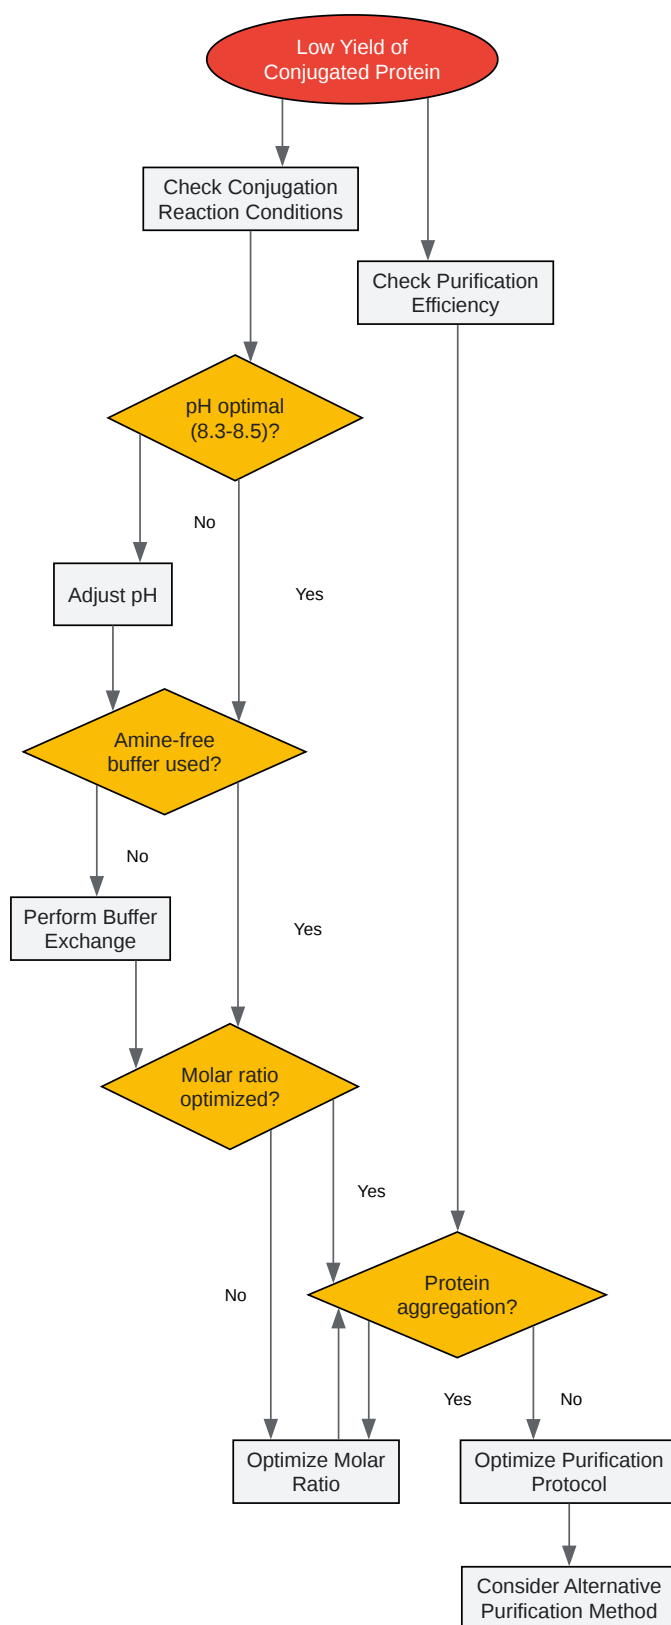 Low Yield of
Conjugated Protein
Check Conjugation
Reaction Conditions
Check Purification
Efficiency
pH optimal
(8.3-8.5)?
No
Adjust pH
Yes
Amine-free
buffer used?
No
Perform Buffer
Exchange
Yes
Molar ratio
optimized?
Yes
Protein
aggregation?
No
Yes
No
Optimize Molar
Ratio
Optimize Purification
Protocol
Consider Alternative
Purification Method